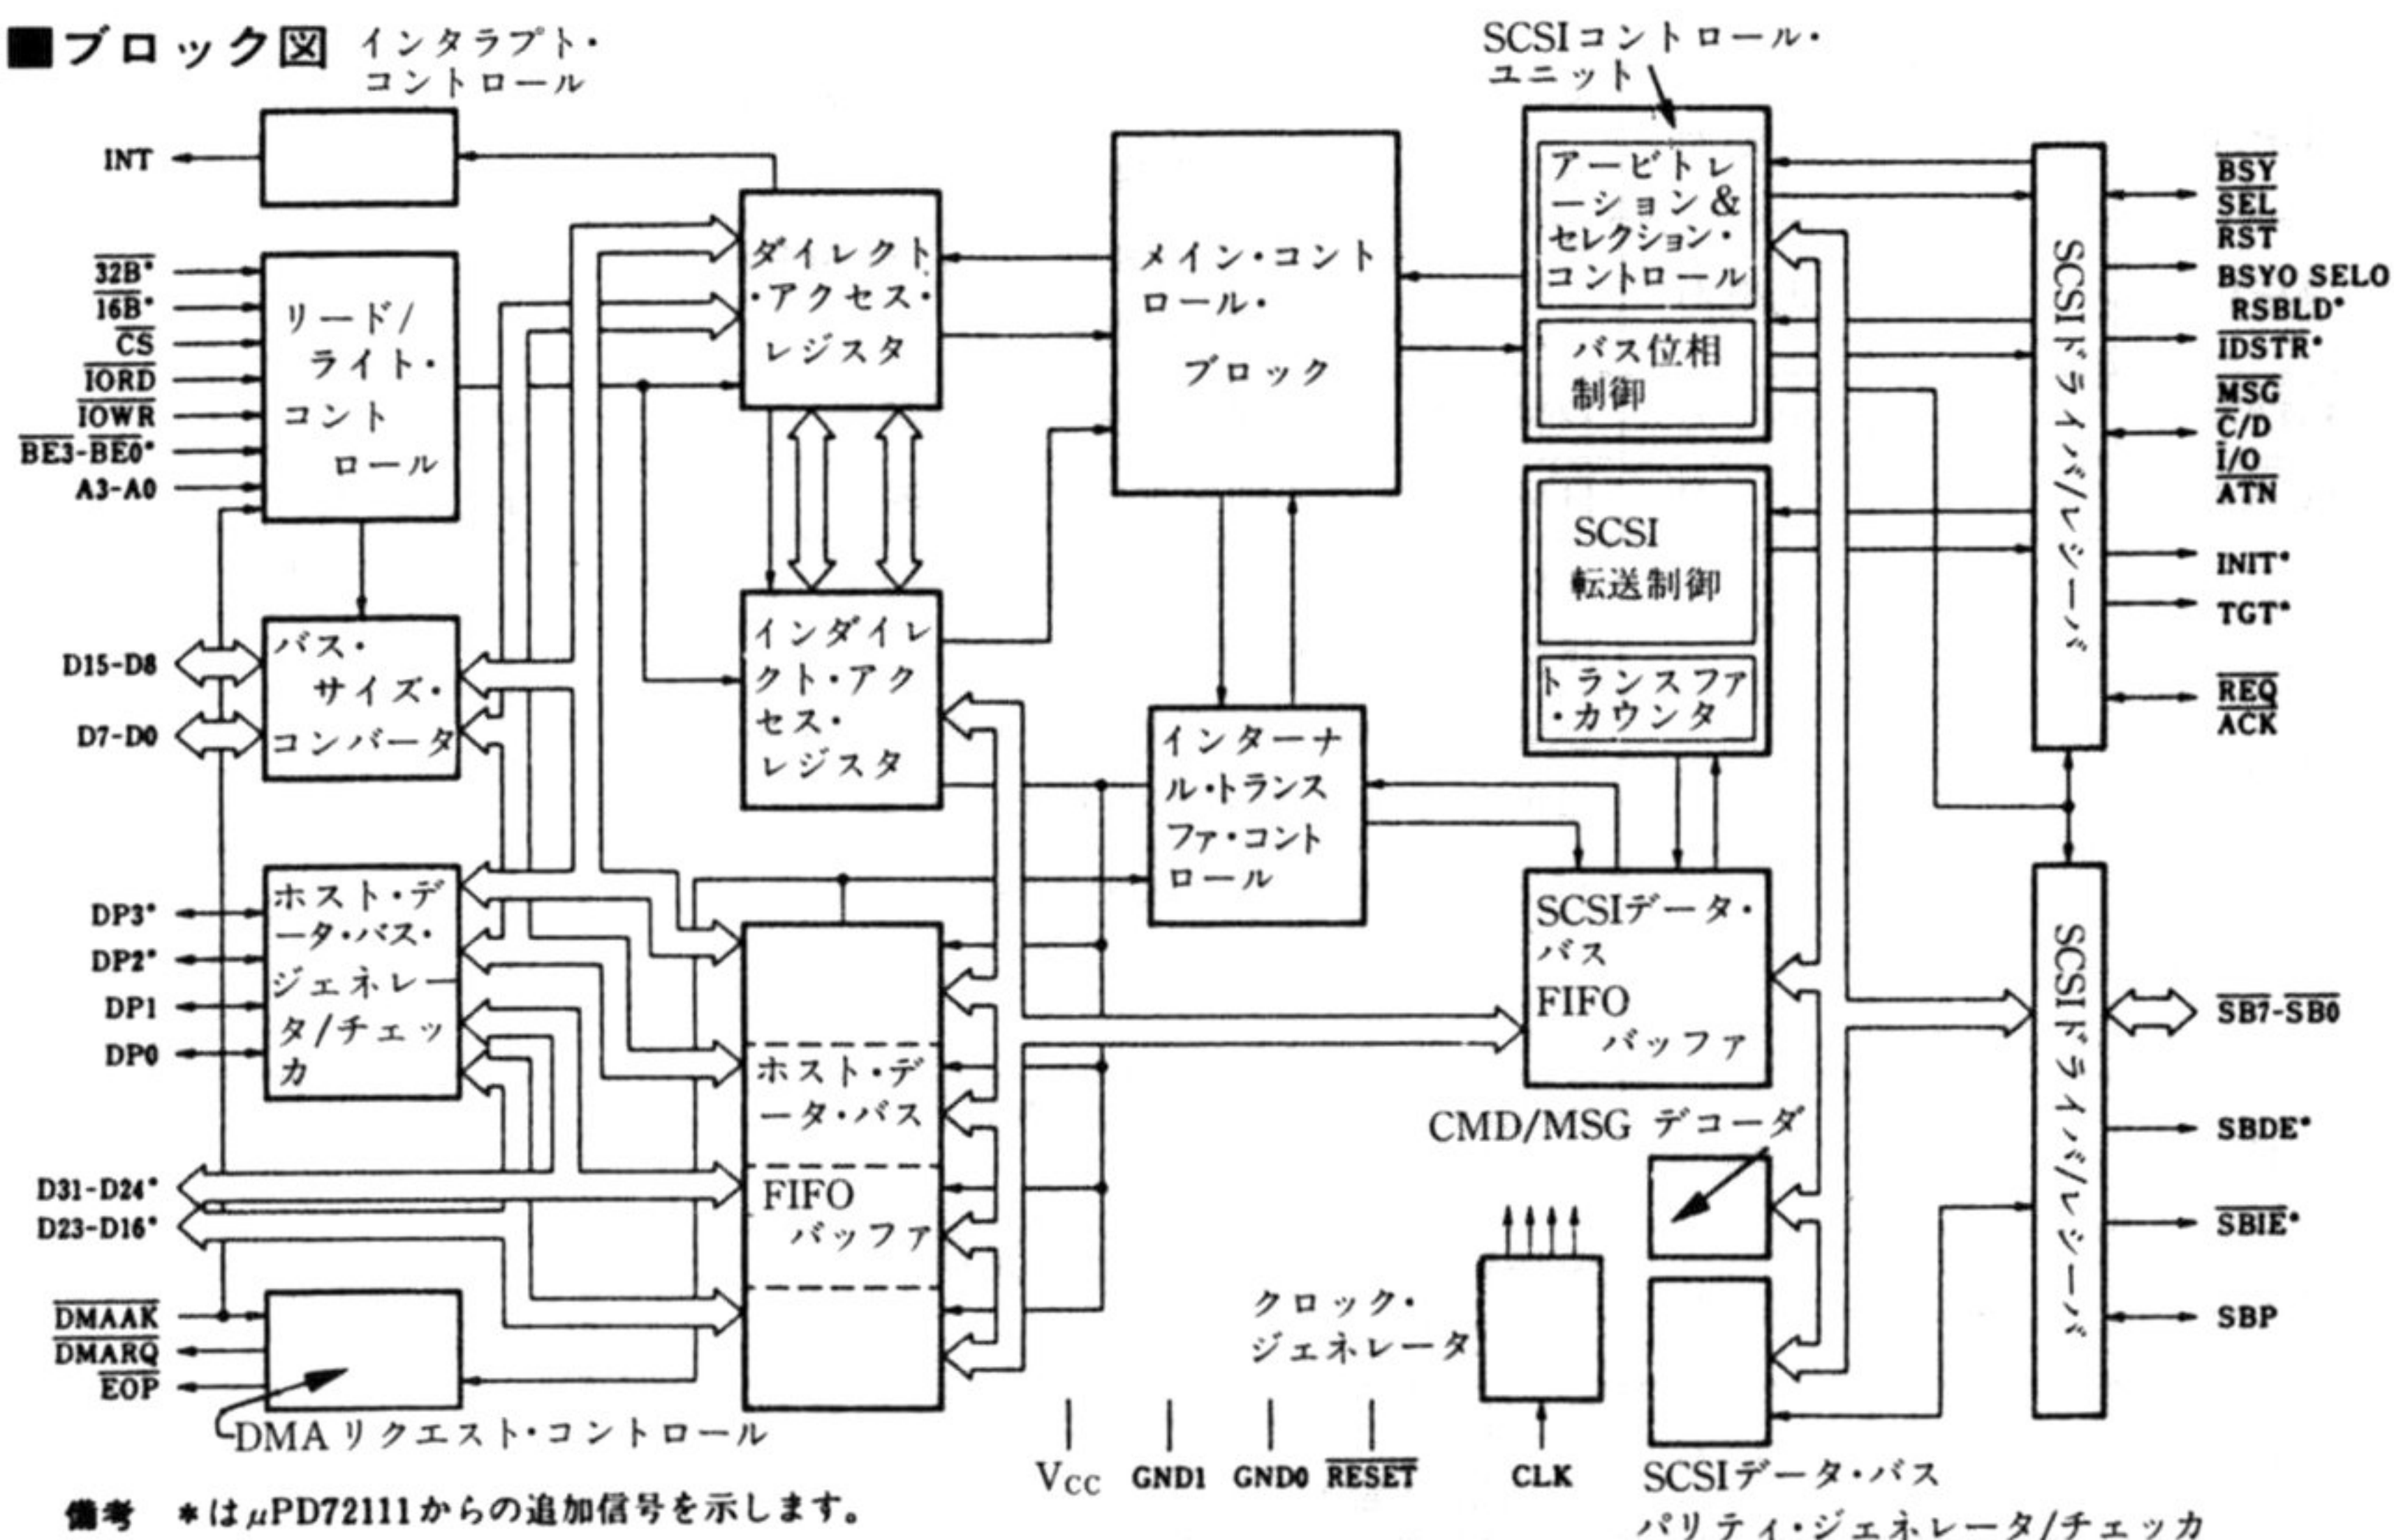 ■ブロック図
インタラプト・
コントロール
INT
32B*
16B*
CS
IORD
IOWR
BE3-BE0*
A3-A0
リード/
ライト・
コント
ロール
D15-D8
D7-D0
バス・
サイズ・
コンバータ
DP3*
DP2*
DP1
DP0
ホスト・デ
ータ・バス・
ジェネレー
タ/チェッ
カ
D31-D24*
D23-D16*
DMAAK
DMARQ
EOP
DMAリクエスト・コントロール
ダイレクト
・アクセス・
レジスタ
インダイレ
クト・アク
セス・
レジスタ
ホスト・デ
ータ・バス
FIFO
バッファ
メイン・コント
ロール・
ブロック
インターナ
ル・トランス
ファ・コント
ロール
SCSIコントロール・
ユニット
アービトレ
ーション&
セレクション・
コントロール
バス位相
制御
SCSI
転送制御
トランスファ
・カウンタ
SCSIデータ・
バス
FIFO
バッファ
CMD/MSG デコーダ
クロック・
ジェネレータ
VCC
GND1
GND0
RESET
CLK
SCSIデータ・バス
パリティ・ジェネレータ/チェッカ
SCSIドライバ/レシーバ
SCSIドライバ/レシーバ
BSY
SEL
RST
BSYO SELO
RSBLD*
IDSTR*
MSG
C/D
I/O
ATN
INIT*
TGT*
REQ
ACK
SB7-SB0
SBDE*
SBIE*
SBP
備考 *はμPD72111からの追加信号を示します。